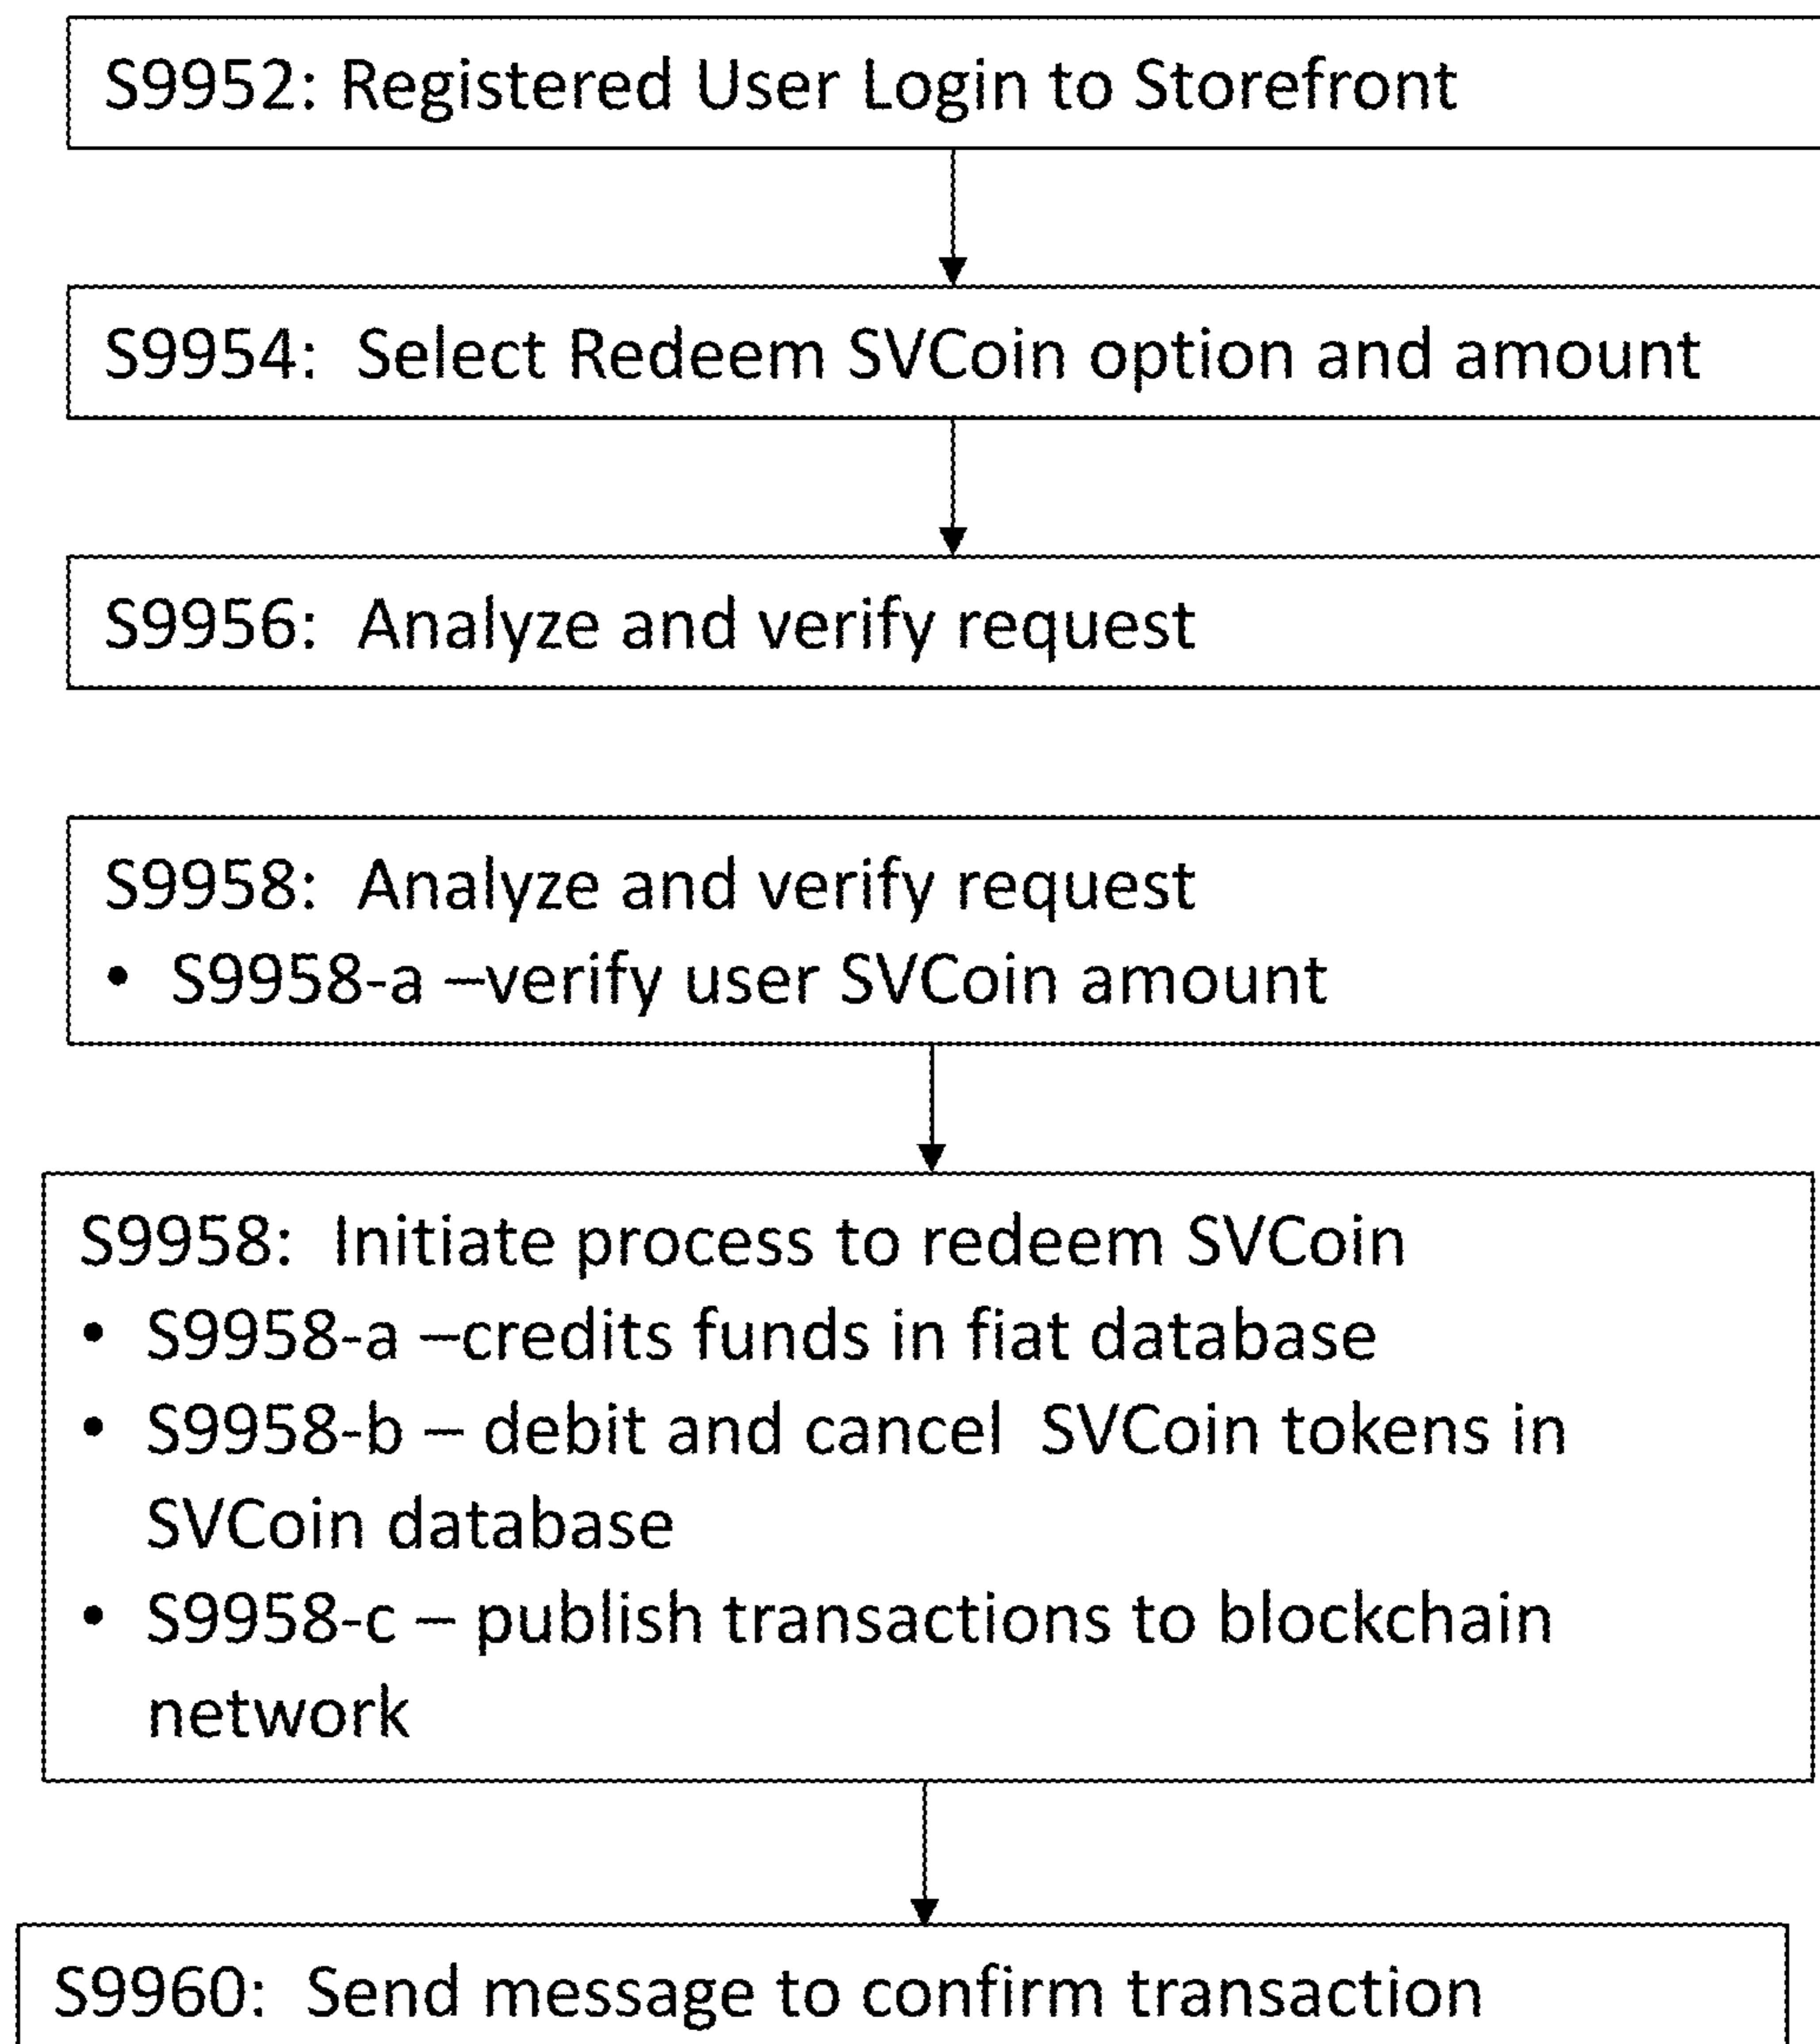 S9952: Registered User Login to Storefront
S9954: Select Redeem SVCoin option and amount
S9956: Analyze and verify request
S9958: Analyze and verify request
• S9958-a –verify user SVCoin amount
S9958: Initiate process to redeem SVCoin
• S9958-a –credits funds in fiat database
• S9958-b – debit and cancel SVCoin tokens in
SVCoin database
• S9958-c – publish transactions to blockchain
network
S9960: Send message to confirm transaction